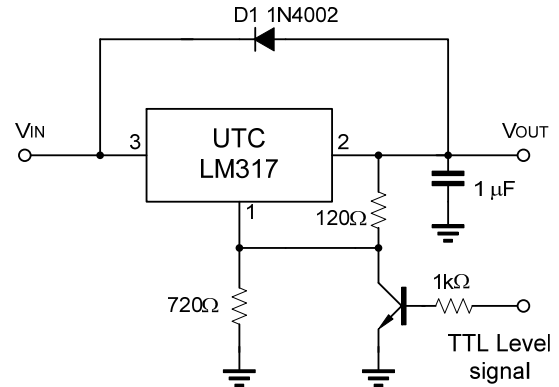 D1 1N4002
VIN
3
UTC
LM317
2
VOUT
1 µF
1
120Ω
720Ω
1kΩ
TTL Level
signal